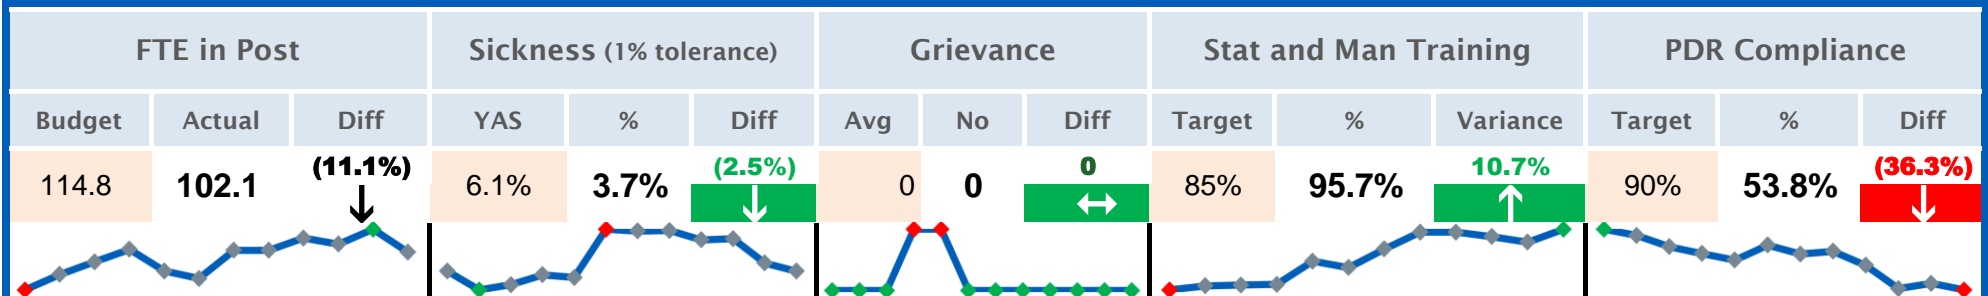 FTE in Post Sickness (1% tolerance) Grievance Stat and Man Training PDR Compliance
Budget Actual Diff YAS % Diff Avg No Diff Target % Variance Target % Diff
114.8 102.1 (11.1%) 6.1% 3.7% (2.5%) 0 0 0 85% 95.7% 10.7% 90% 53.8% (36.3%)